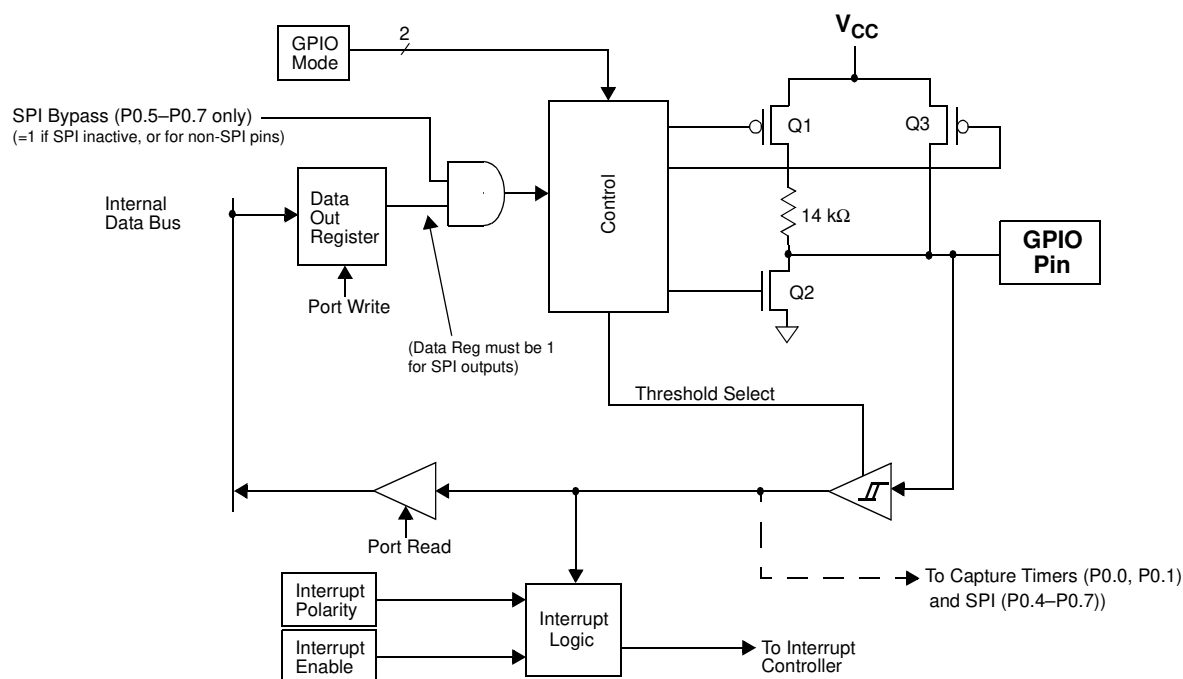 GPIO
Mode
2
VCC
SPI Bypass (P0.5–P0.7 only)
(=1 if SPI inactive, or for non-SPI pins)
Q1
Q3
Internal
Data Bus
Data
Out
Register
Control
14 kΩ
GPIO
Pin
Port Write
Q2
(Data Reg must be 1
for SPI outputs)
Threshold Select
Port Read
To Capture Timers (P0.0, P0.1)
and SPI (P0.4–P0.7))
Interrupt
Polarity
Interrupt
Logic
Interrupt
Enable
To Interrupt
Controller